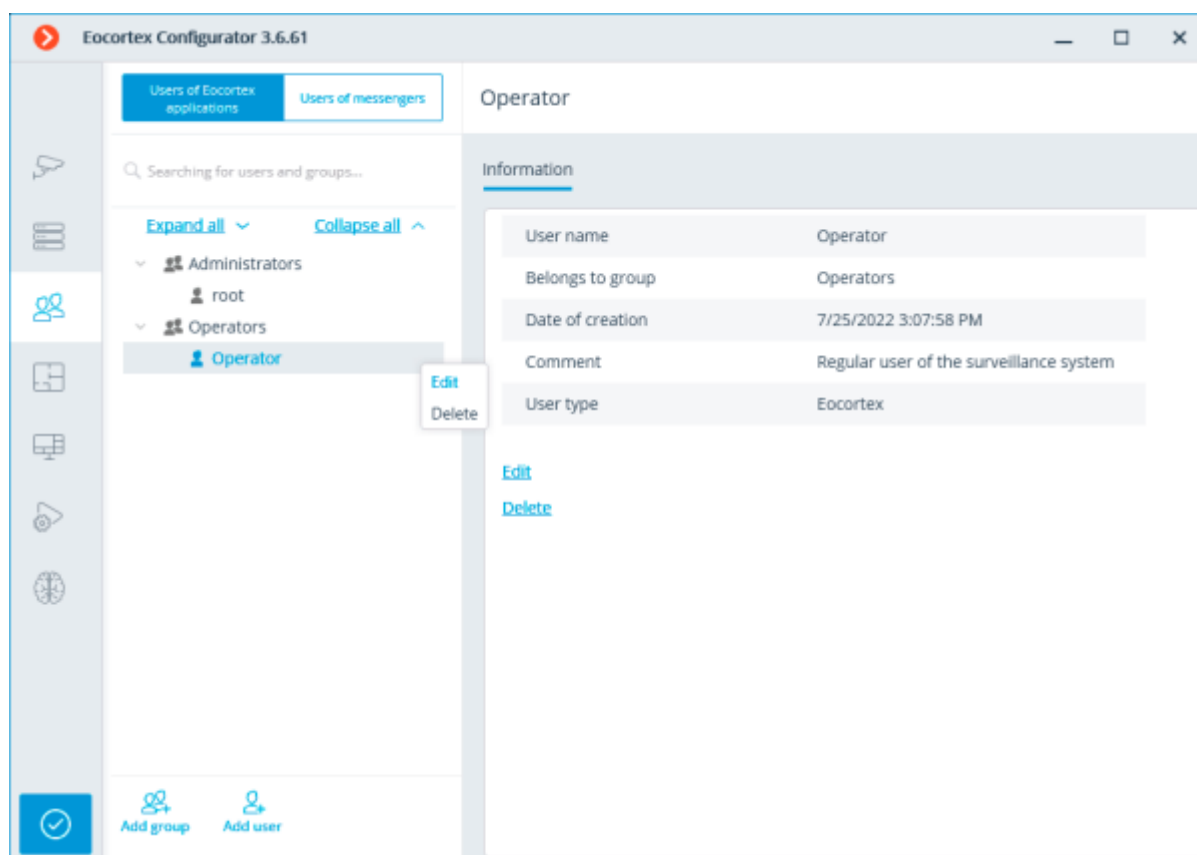 Eocortex Configurator 3.6.61
Users of Eocortex
applications
Users of messengers
Operator
Searching for users and groups...
Information
Expand all
Collapse all
Administrators
root
Operators
Operator
Edit
Delete
User name Operator
Belongs to group Operators
Date of creation 7/25/2022 3:07:58 PM
Comment Regular user of the surveillance system
User type Eocortex
Edit
Delete
Add group
Add user